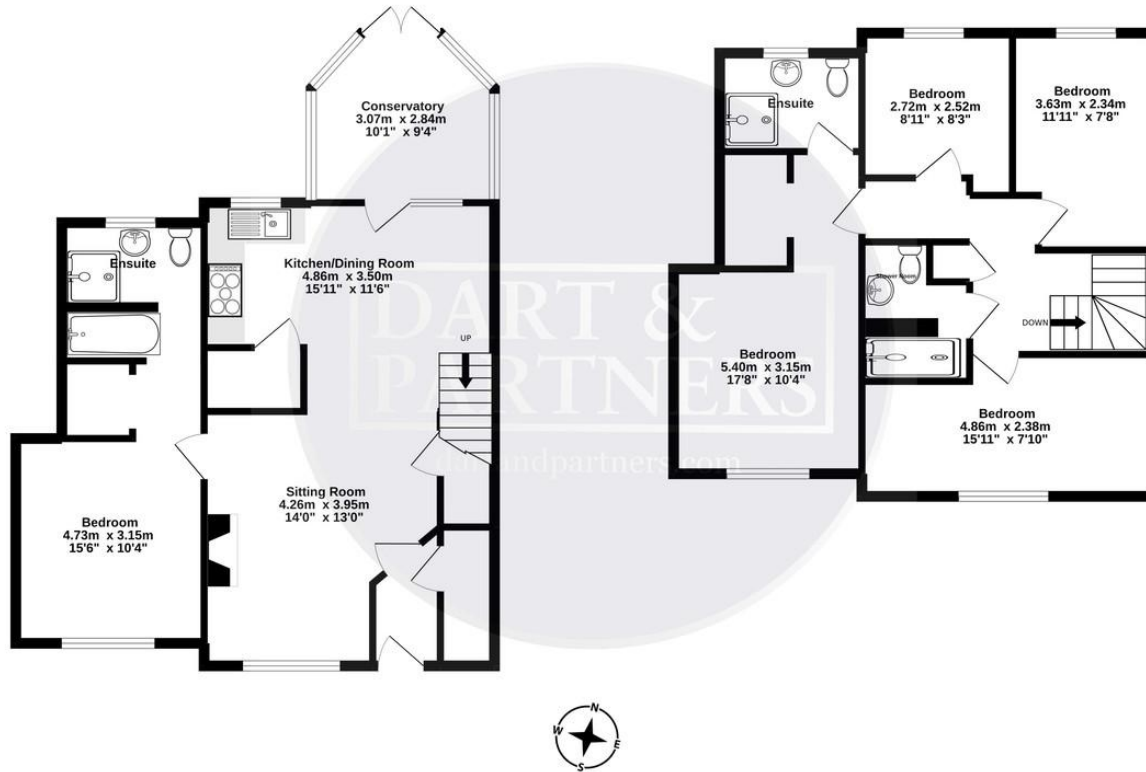 Conservatory
3.07m x 2.84m
10'1" x 9'4"
Ensuite
Kitchen/Dining Room
4.86m x 3.50m
15'11" x 11'6"
UP
Sitting Room
4.26m x 3.95m
14'0" x 13'0"
Bedroom
4.73m x 3.15m
15'6" x 10'4"
Ensuite
Bedroom
2.72m x 2.52m
8'11" x 8'3"
Bedroom
3.63m x 2.34m
11'11" x 7'8"
Shower Room
DOWN
Bedroom
5.40m x 3.15m
17'8" x 10'4"
Bedroom
4.86m x 2.38m
15'11" x 7'10"
DART &
PARTNERS
dartandpartners.com
N
W
E
S